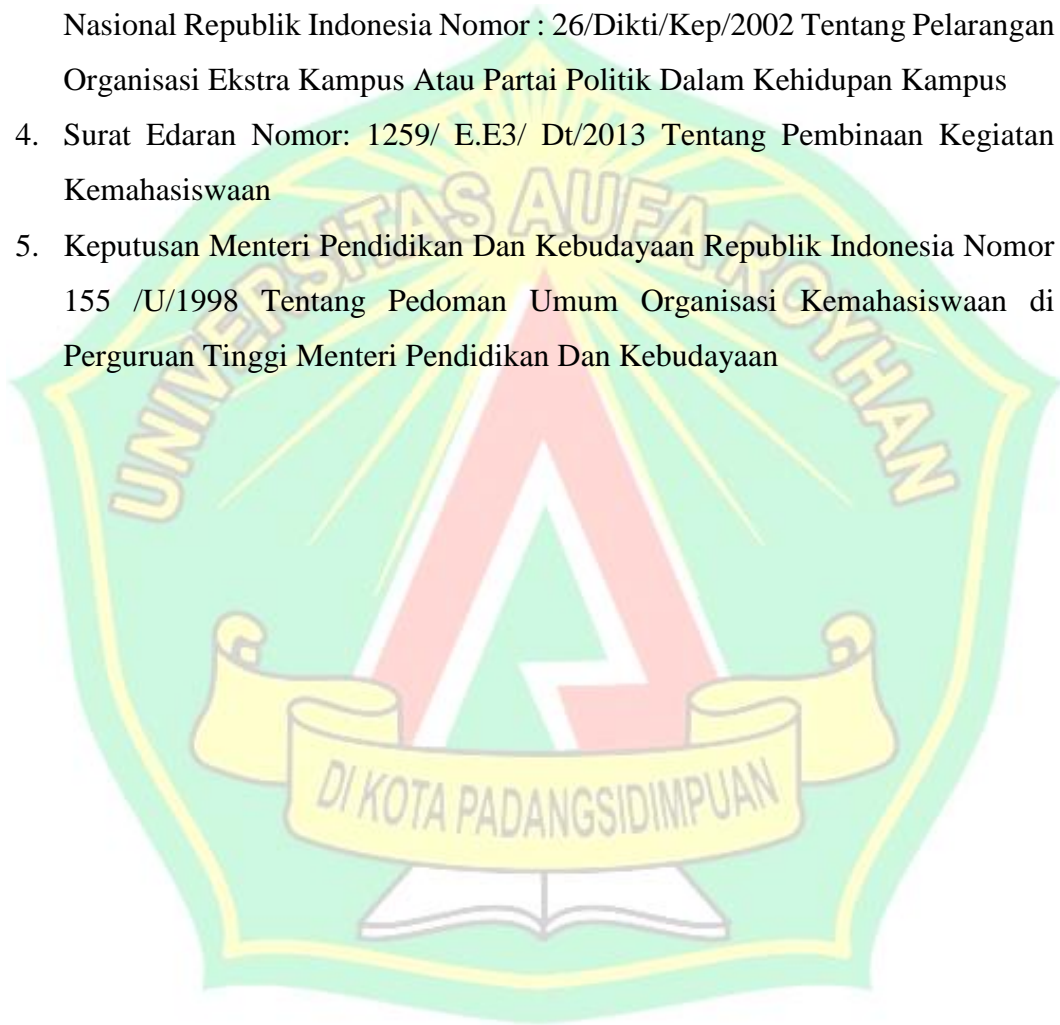 Nasional Republik Indonesia Nomor : 26/Dikti/Kep/2002 Tentang Pelarangan
Organisasi Ekstra Kampus Atau Partai Politik Dalam Kehidupan Kampus
4. Surat Edaran Nomor: 1259/ E.E3/ Dt/2013 Tentang Pembinaan Kegiatan
Kemahasiswaan
5. Keputusan Menteri Pendidikan Dan Kebudayaan Republik Indonesia Nomor
155 /U/1998 Tentang Pedoman Umum Organisasi Kemahasiswaan di
Perguruan Tinggi Menteri Pendidikan Dan Kebudayaan
UNIVERSITAS AUFA ROYHAN
DI KOTA PADANGSIDIMPUAN